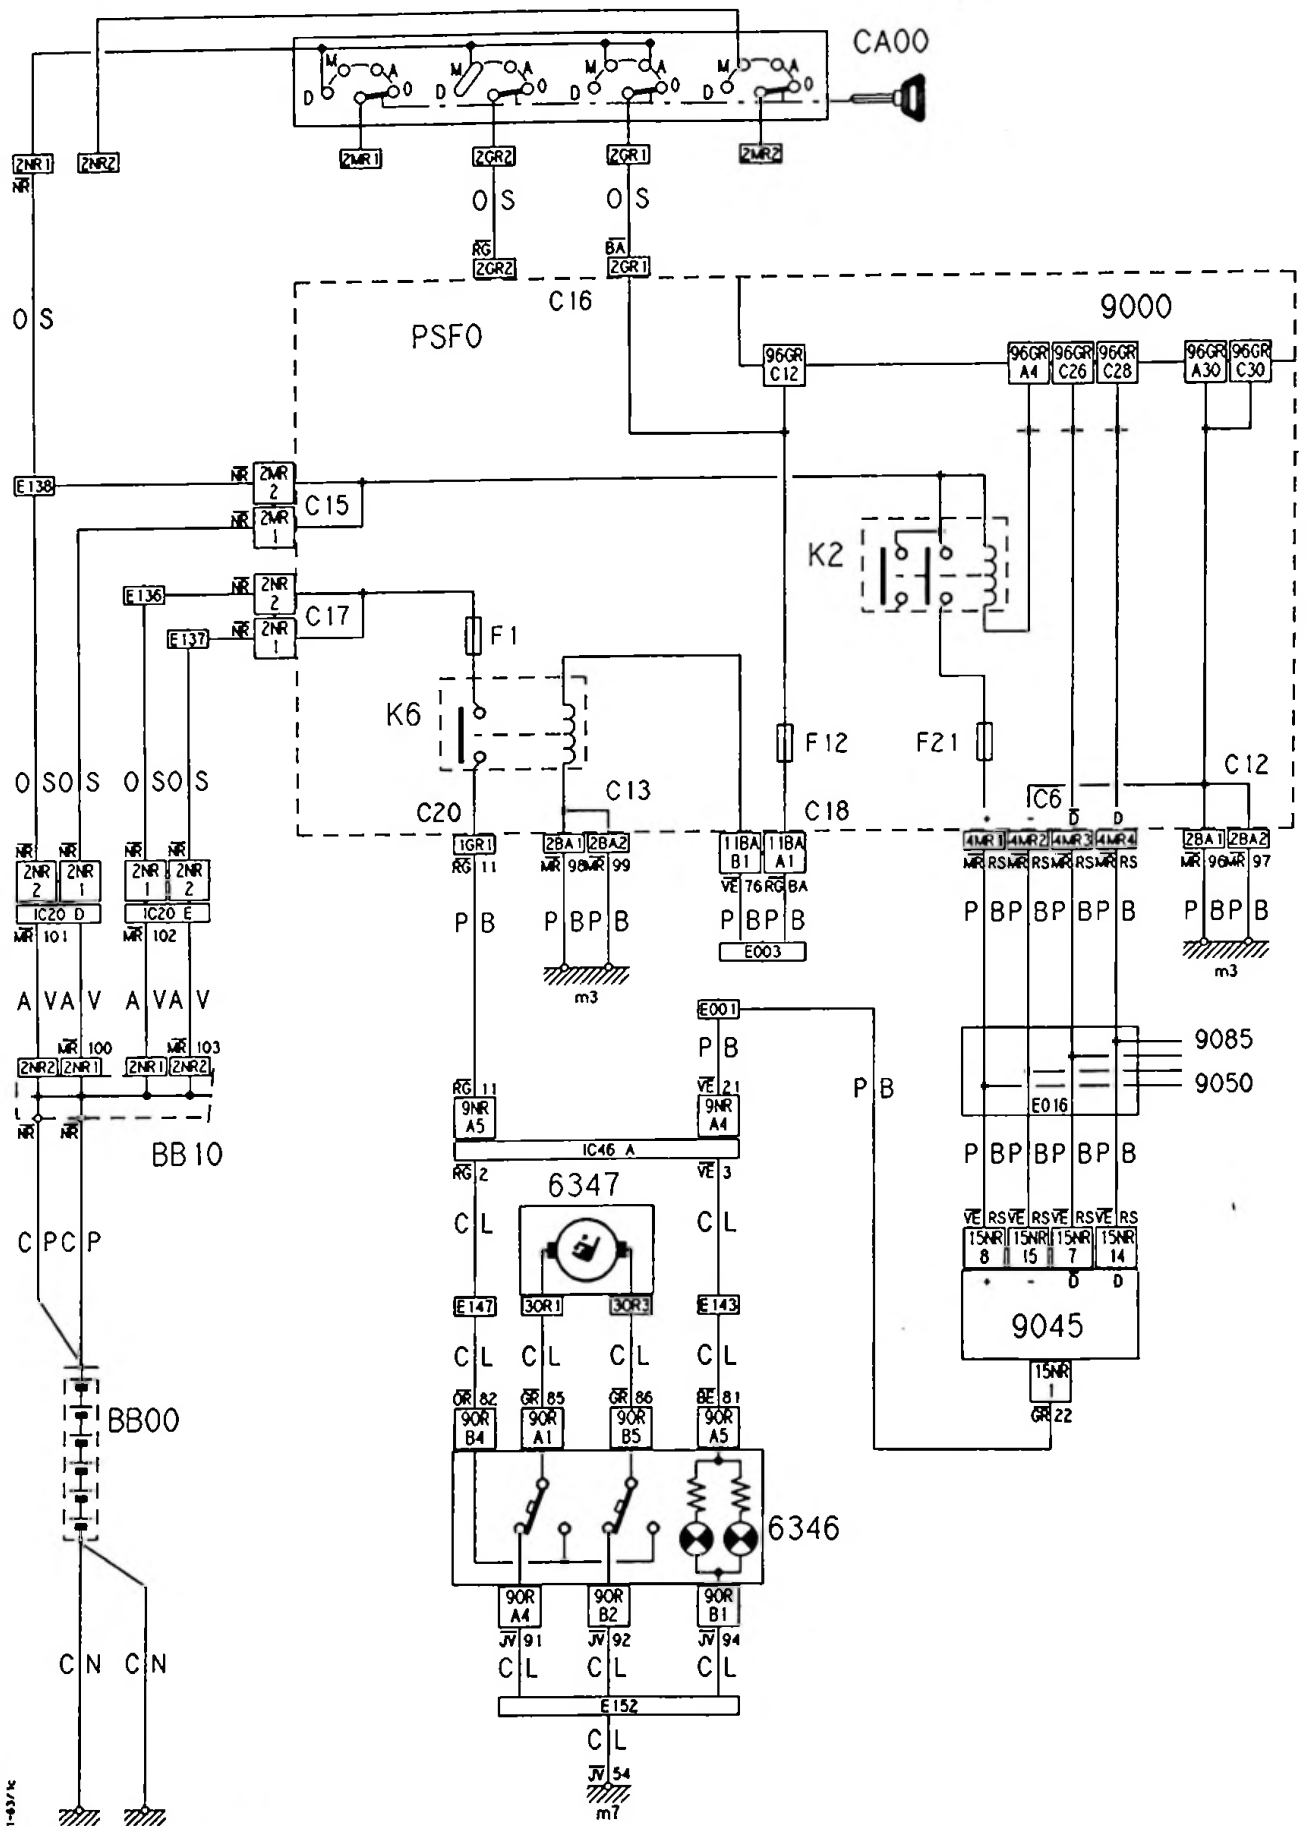 CA00
M A M A M A M A
D O D D O D O
2NR1 2NR2 2MR1 2GR2 2GR1 2MR2
NR
O S O S
RG BA
2GR2 2GR1
C16
O S
PSF0
9000
96GR C12
96GR A4
96GR C26
96GR C28
96GR A30
96GR C30
E138
NR 2MR 2
C15
NR 2MR 1
K2
E136
NR 2NR 2
C17
E137
NR 2NR 1
F1
K6
F12
F21
O S O S O S O S
C13
C20
C18
C6
C12
+ - D D
1GR1 2BA1 2BA2 11BA B1 11BA A1 4MR1 4MR2 4MR3 4MR4 2BA1 2BA2
RG 11 MR 98 MR 99 VE 76 RG BA MR RS MR RS MR RS MR RS MR 96 MR 97
NR NR NR NR
2NR 2
2NR 1
2NR 1
2NR 2
IC20 D
IC20 E
MR 101 MR 102
P B P B P B P B P B P B P B P B P B P B P B
E003
m3
m3
A V A V A V A V
MR 100 MR 103
2NR2 2NR1 2NR1 2NR2
E001
P B
P B
9085
9050
E016
NR NR
BB10
RG 11 VE 21
9NR A5
9NR A4
IC46 A
RG 2 VE 3
P B P B P B P B
6347
C L C L
C P C P
VE RS VE RS VE RS VE RS
15NR 8
15NR 15
15NR 7
15NR 14
+ - D D
9045
E147 3OR1 3OR3 E143
C L C L C L C L
15NR 1
GR 22
OR 82 GR 85 GR 86 BE 81
9OR B4
9OR A1
9OR B5
9OR A5
BB00
6346
9OR A4
9OR B2
9OR B1
JV 91 JV 92 JV 94
C N C N
C L C L C L
E152
C L
JV 54
m7